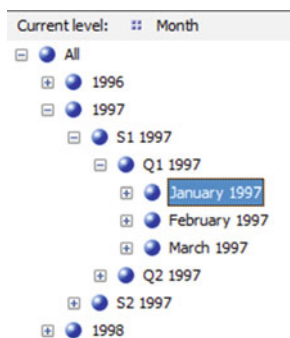 Current level: Month
All
1996
1997
S1 1997
Q1 1997
January 1997
February 1997
March 1997
Q2 1997
S2 1997
1998